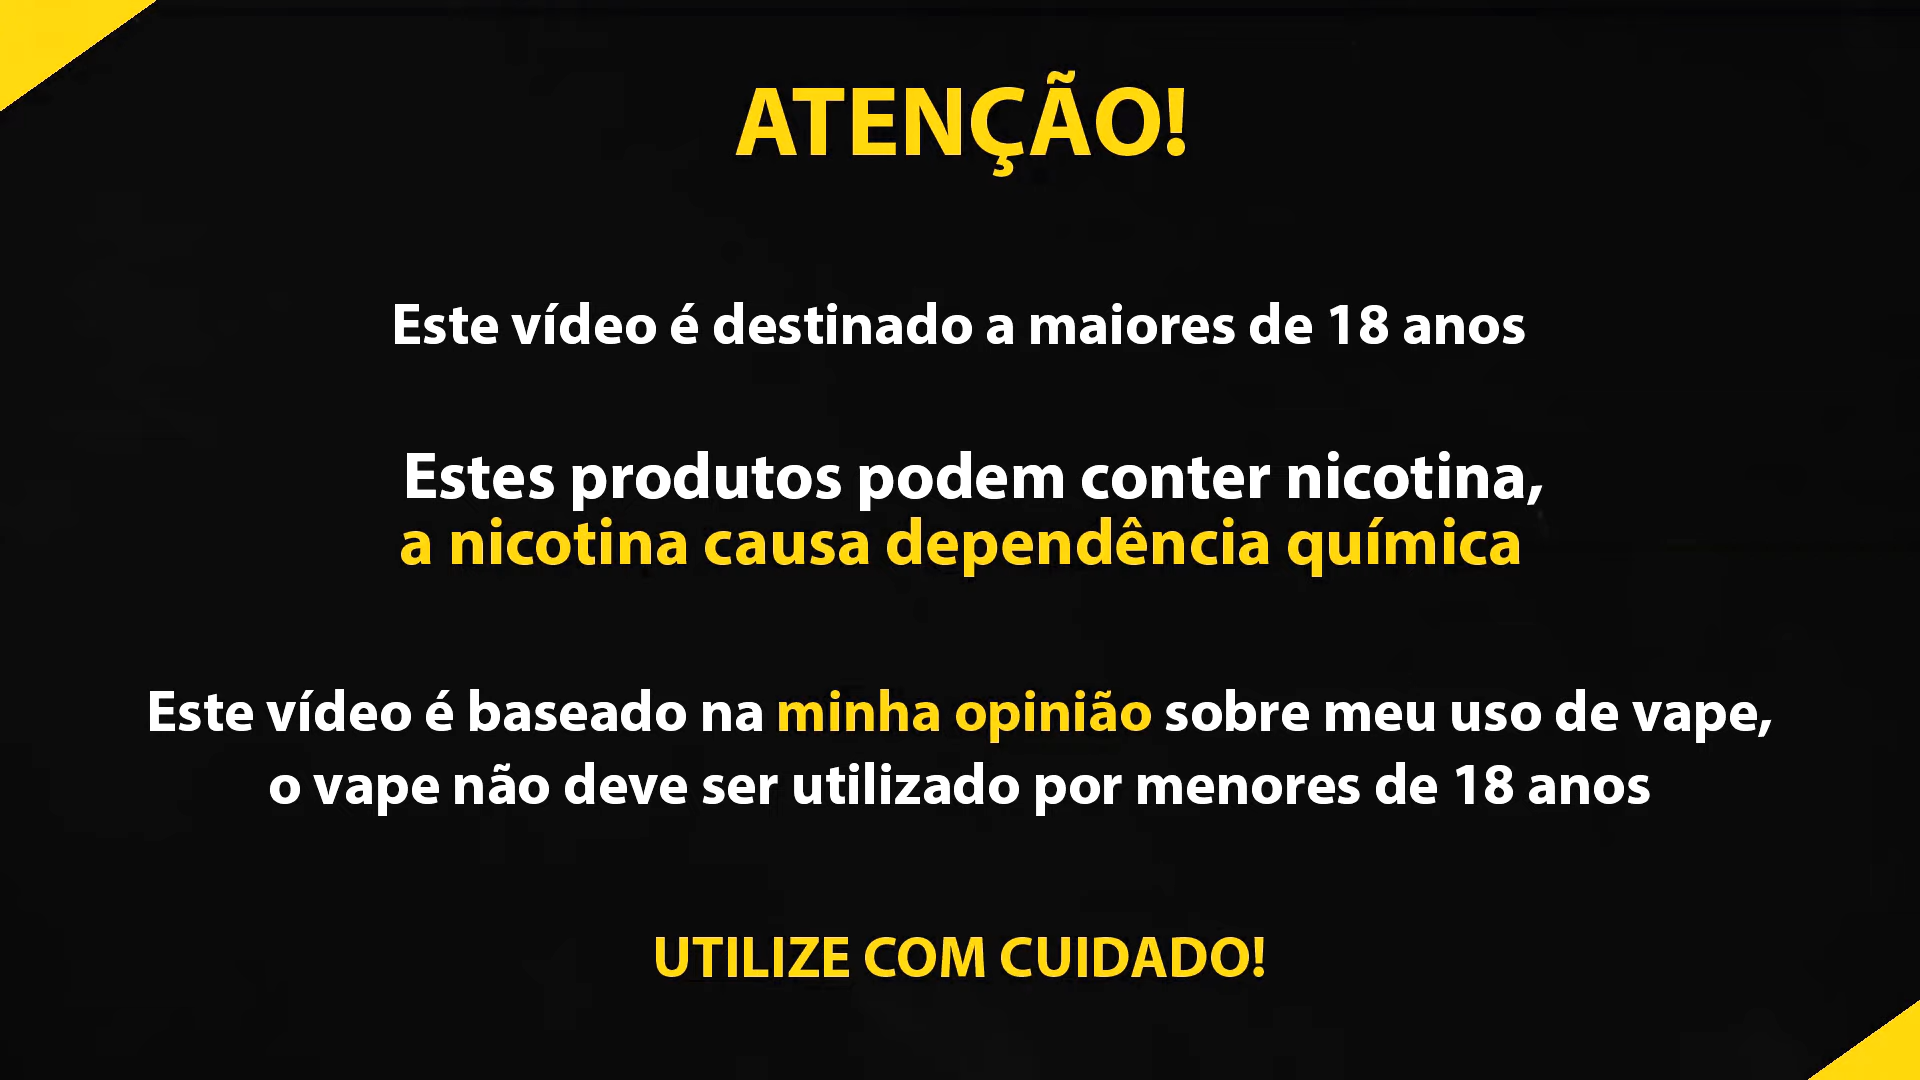 ATENÇÃO!
Este vídeo é destinado a maiores de 18 anos
Estes produtos podem conter nicotina,
a nicotina causa dependência química
Este vídeo é baseado na minha opinião sobre meu uso de vape,
o vape não deve ser utilizado por menores de 18 anos
UTILIZE COM CUIDADO!